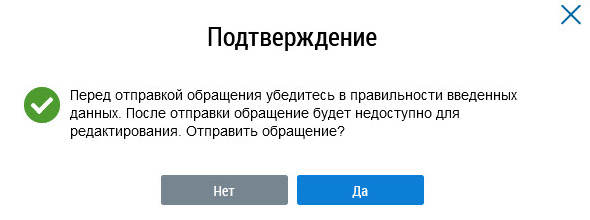 Подтверждение
Перед отправкой обращения убедитесь в правильности введенных
данных. После отправки обращение будет недоступно для
редактирования. Отправить обращение?
Нет
Да